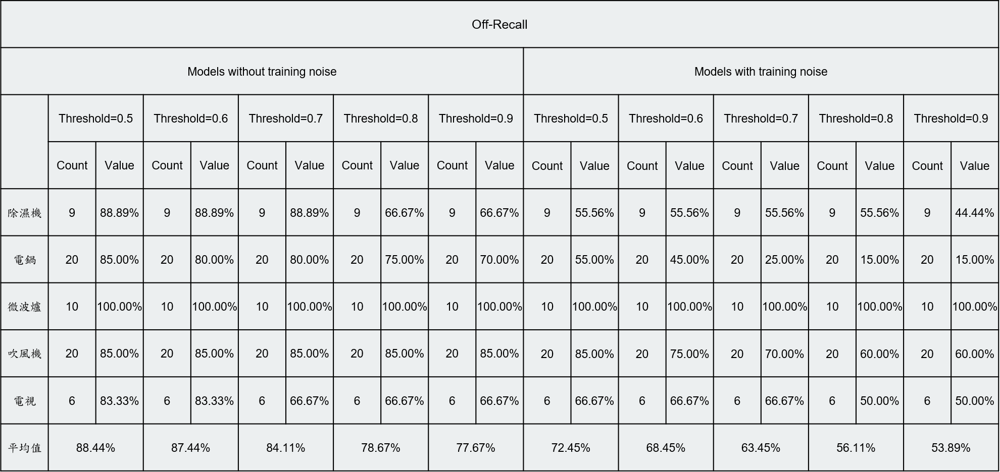 Off-Recall
Models without training noise Models with training noise
Threshold=0.5 Threshold=0.6 Threshold=0.7 Threshold=0.8 Threshold=0.9 Threshold=0.5 Threshold=0.6 Threshold=0.7 Threshold=0.8 Threshold=0.9
Count Value Count Value Count Value Count Value Count Value Count Value Count Value Count Value Count Value Count Value
除濕機 9 88.89% 9 88.89% 9 88.89% 9 66.67% 9 66.67% 9 55.56% 9 55.56% 9 55.56% 9 55.56% 9 44.44%
電鍋 20 85.00% 20 80.00% 20 80.00% 20 75.00% 20 70.00% 20 55.00% 20 45.00% 20 25.00% 20 15.00% 20 15.00%
微波爐 10 100.00% 10 100.00% 10 100.00% 10 100.00% 10 100.00% 10 100.00% 10 100.00% 10 100.00% 10 100.00% 10 100.00%
吹風機 20 85.00% 20 85.00% 20 85.00% 20 85.00% 20 85.00% 20 85.00% 20 75.00% 20 70.00% 20 60.00% 20 60.00%
電視 6 83.33% 6 83.33% 6 66.67% 6 66.67% 6 66.67% 6 66.67% 6 66.67% 6 66.67% 6 50.00% 6 50.00%
平均值 88.44% 87.44% 84.11% 78.67% 77.67% 72.45% 68.45% 63.45% 56.11% 53.89%